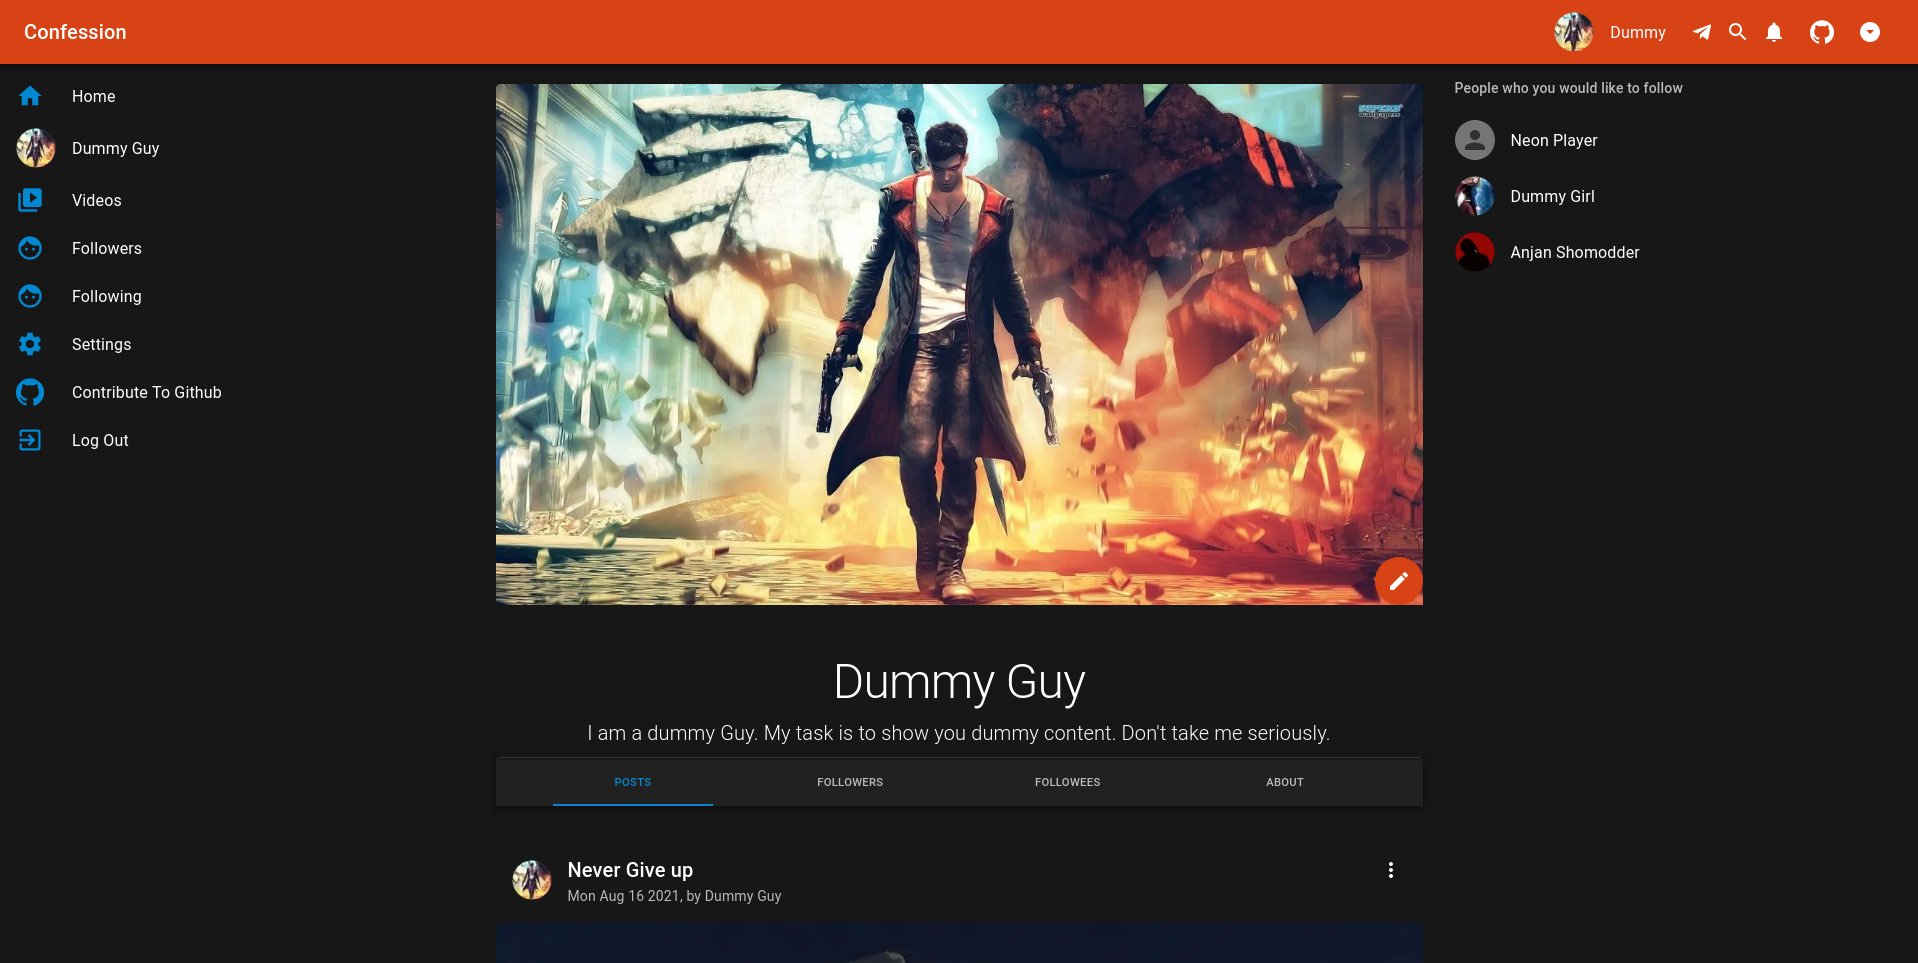 Confession
Dummy
Home
Dummy Guy
Videos
Followers
Following
Settings
Contribute To Github
Log Out
SUPERB
wallpapers
Dummy Guy
I am a dummy Guy. My task is to show you dummy content. Don't take me seriously.
POSTS FOLLOWERS FOLLOWEES ABOUT
Never Give up
Mon Aug 16 2021, by Dummy Guy
People who you would like to follow
Neon Player
Dummy Girl
Anjan Shomodder